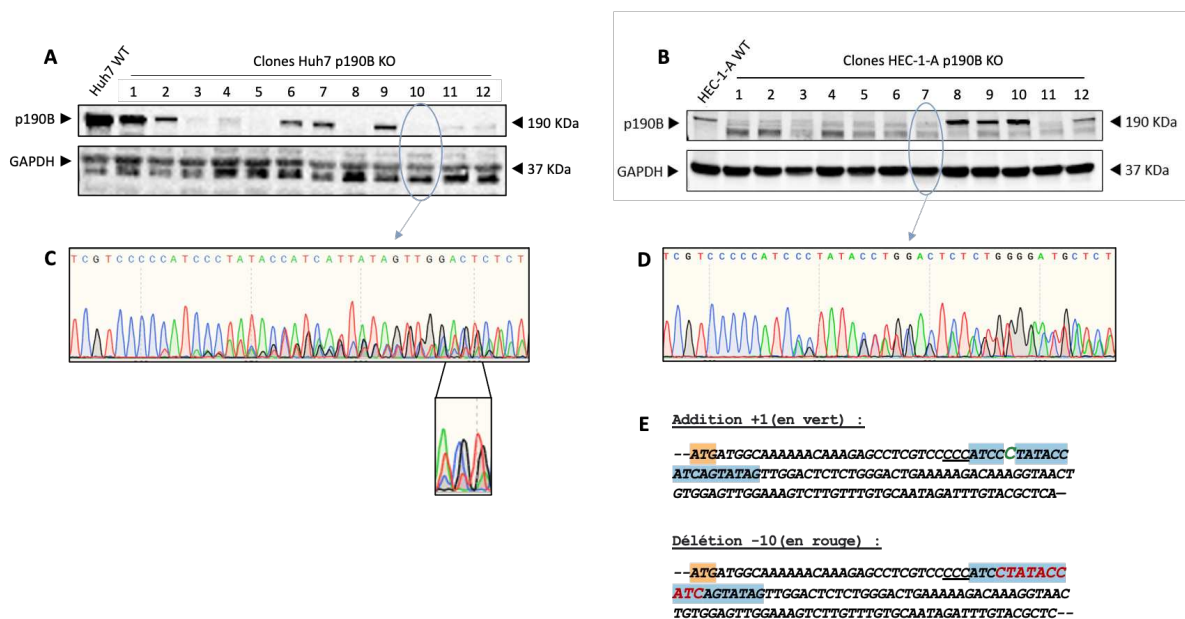 A
Huh7 WT
Clones Huh7 p190B KO
1 2 3 4 5 6 7 8 9 10 11 12
p190B
190 KDa
GAPDH
37 KDa
B
HEC-1-A WT
Clones HEC-1-A p190B KO
1 2 3 4 5 6 7 8 9 10 11 12
p190B
190 KDa
GAPDH
37 KDa
C
TCGTCCCCCCATCCCTATACCATCATTATAGTTGGACTCTCT
D
TCGTCCCCCCATCCCTATACCTGGACTCTCTGGGGATGCTCT
E
Addition +1(en vert) :
--ATGATGGCAAAAAACAAAGAGCCTCGTCCCCCATCCCTATACC
ATCAGTATAGTTGGACTCTCTGGGACTGAAAAAGACAAAGGTAACT
GTGGAGTTGGAAAGTCTTGTTTGTGCAATAGATTTGTACGCTCA—
Délétion -10(en rouge) :
--ATGATGGCAAAAAACAAAGAGCCTCGTCCCCCATCCTATACC
ATCAGTATAGTTGGACTCTCTGGGACTGAAAAAGACAAAGGTAAC
TGTGGAGTTGGAAAGTCTTGTTTGTGCAATAGATTTGTACGCTC--